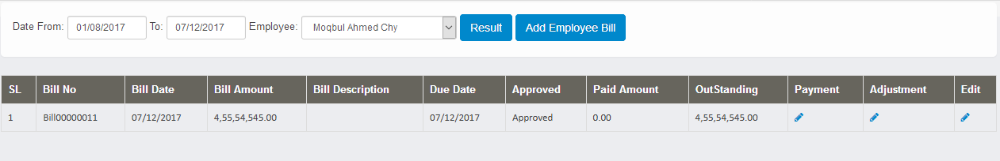 Date From: 01/08/2017 To: 07/12/2017 Employee: Moqbul Ahmed Chy Result Add Employee Bill
SL Bill No Bill Date Bill Amount Bill Description Due Date Approved Paid Amount OutStanding Payment Adjustment Edit
1 Bill00000011 07/12/2017 4,55,54,545.00 07/12/2017 Approved 0.00 4,55,54,545.00